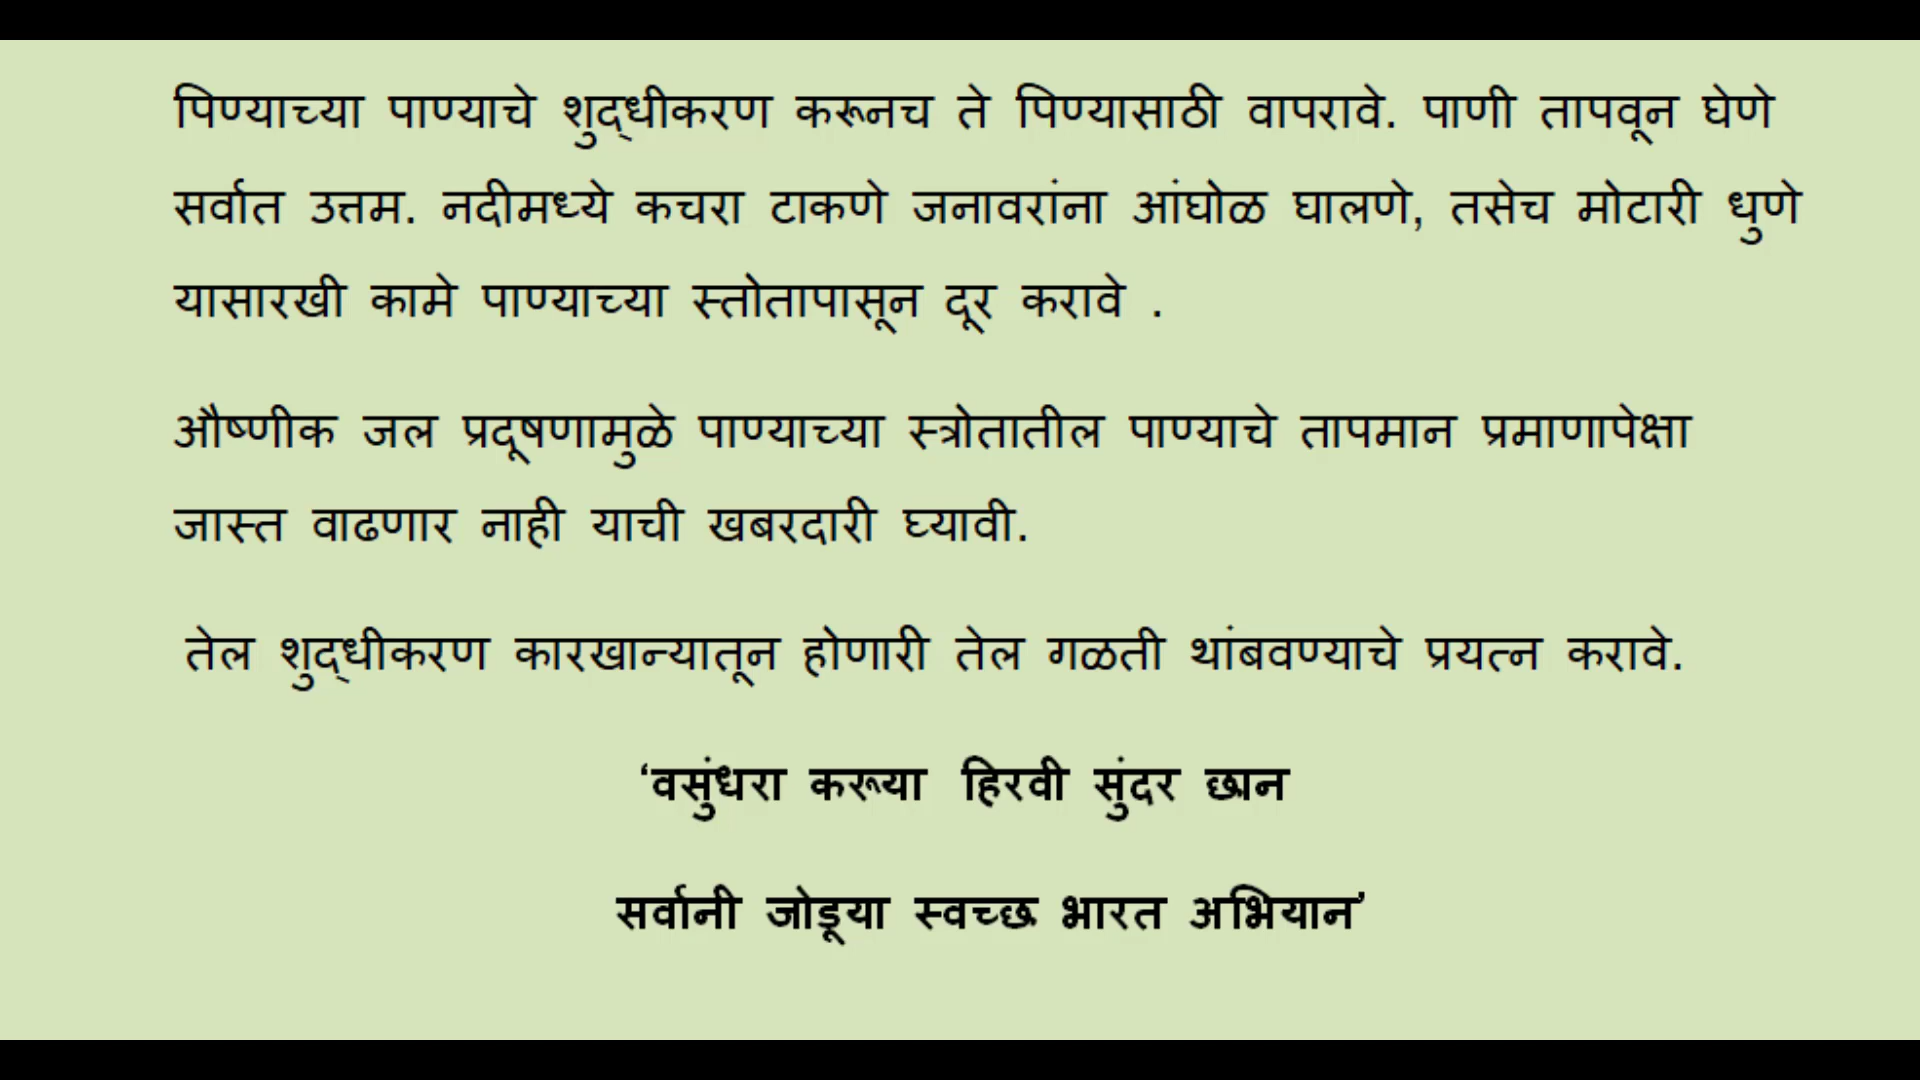 पिण्याच्या पाण्याचे शुद्‌धीकरण करूनच ते पिण्यासाठी वापरावे. पाणी तापवून घेणे
सर्वात उत्तम. नदीमध्ये कचरा टाकणे जनावरांना आंघोळ घालणे, तसेच मोटारी धुणे
यासारखी कामे पाण्याच्या स्तोतापासून दूर करावे .
औष्णीक जल प्रदूषणामुळे पाण्याच्या स्त्रोतातील पाण्याचे तापमान प्रमाणापेक्षा
जास्त वाढणार नाही याची खबरदारी घ्यावी.
तेल शुद्‌धीकरण कारखान्यातून होणारी तेल गळती थांबवण्याचे प्रयत्न करावे.
‘वसुंधरा करूया हिरवी सुंदर छान
सर्वानी जोडूया स्वच्छ भारत अभियान’